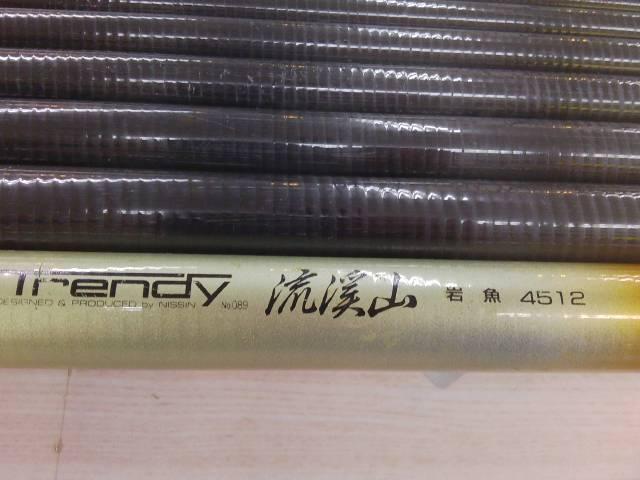 Trendy 流渓山 岩魚 4512
DESIGNED & PRODUCED by NISSIN No.089